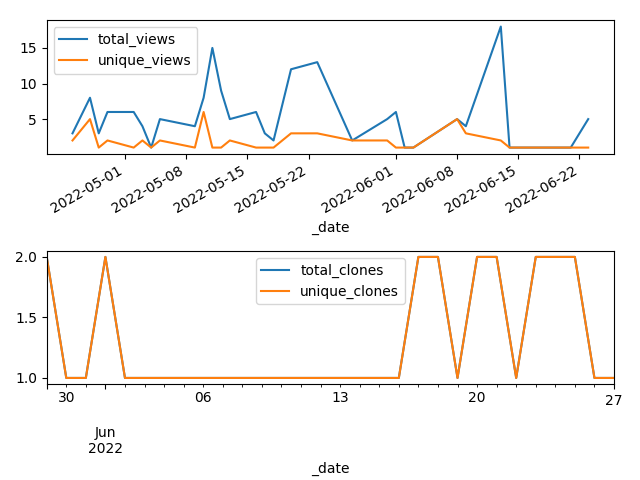 total_views
unique_views
15
10
5
2022-05-01
2022-05-08
2022-05-15
2022-05-22
2022-06-01
2022-06-08
2022-06-15
2022-06-22
_date
2.0
1.5
1.0
total_clones
unique_clones
30 06 13 20 27
Jun
2022
_date